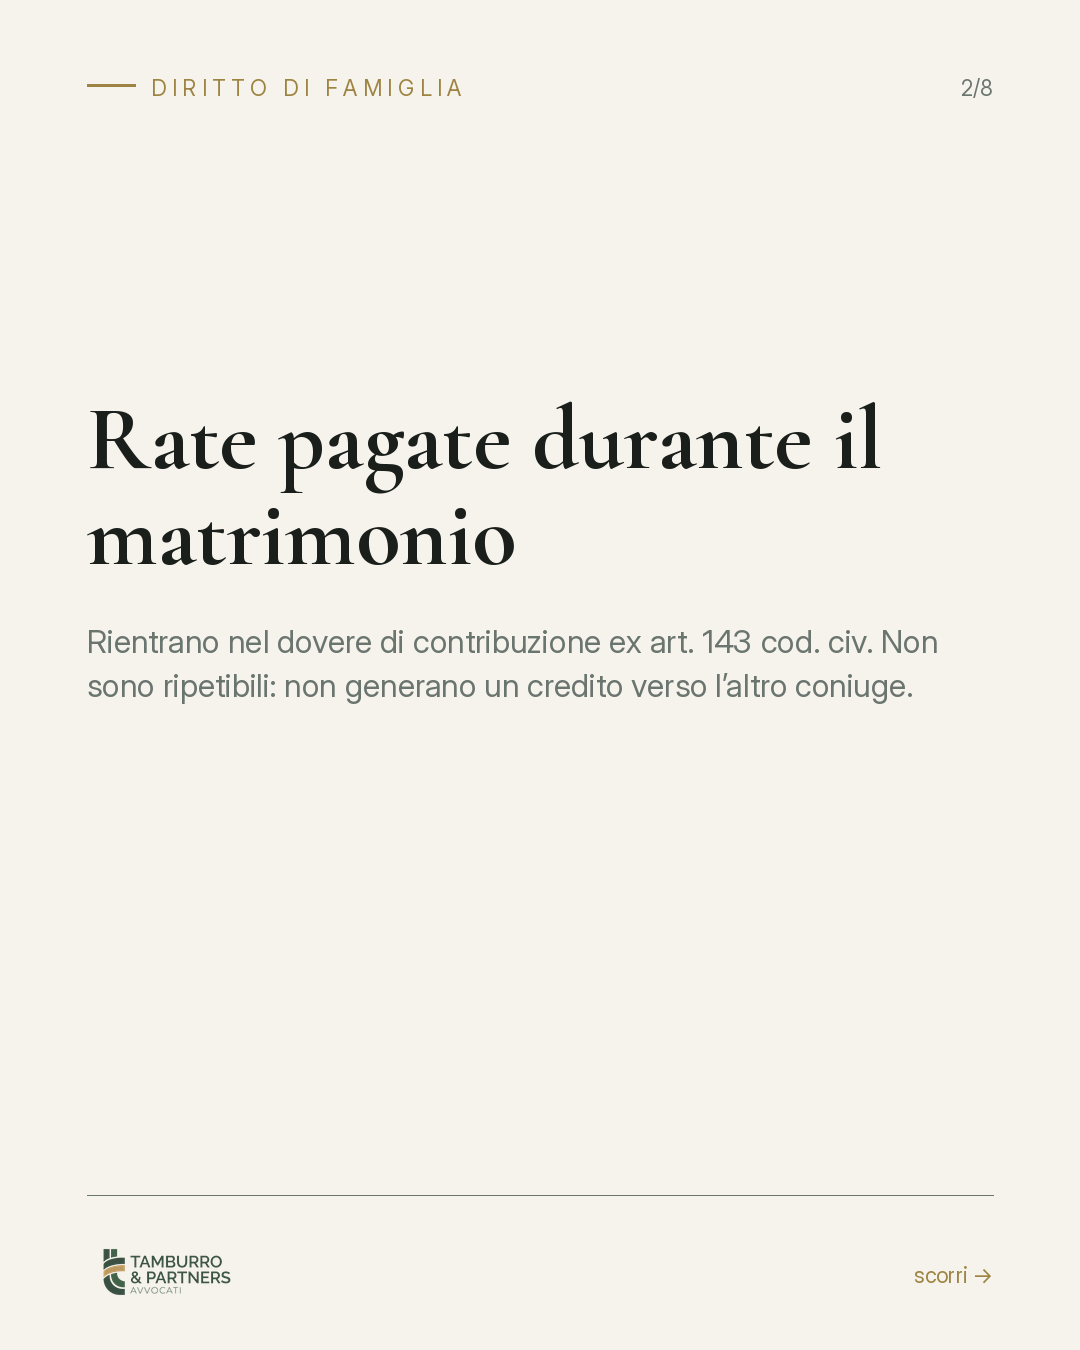 DIRITTO DI FAMIGLIA
2/8
Rate pagate durante il
matrimonio
Rientrano nel dovere di contribuzione ex art. 143 cod. civ. Non
sono ripetibili: non generano un credito verso l’altro coniuge.
TAMBURRO
& PARTNERS
AVVOCATI
scorri →